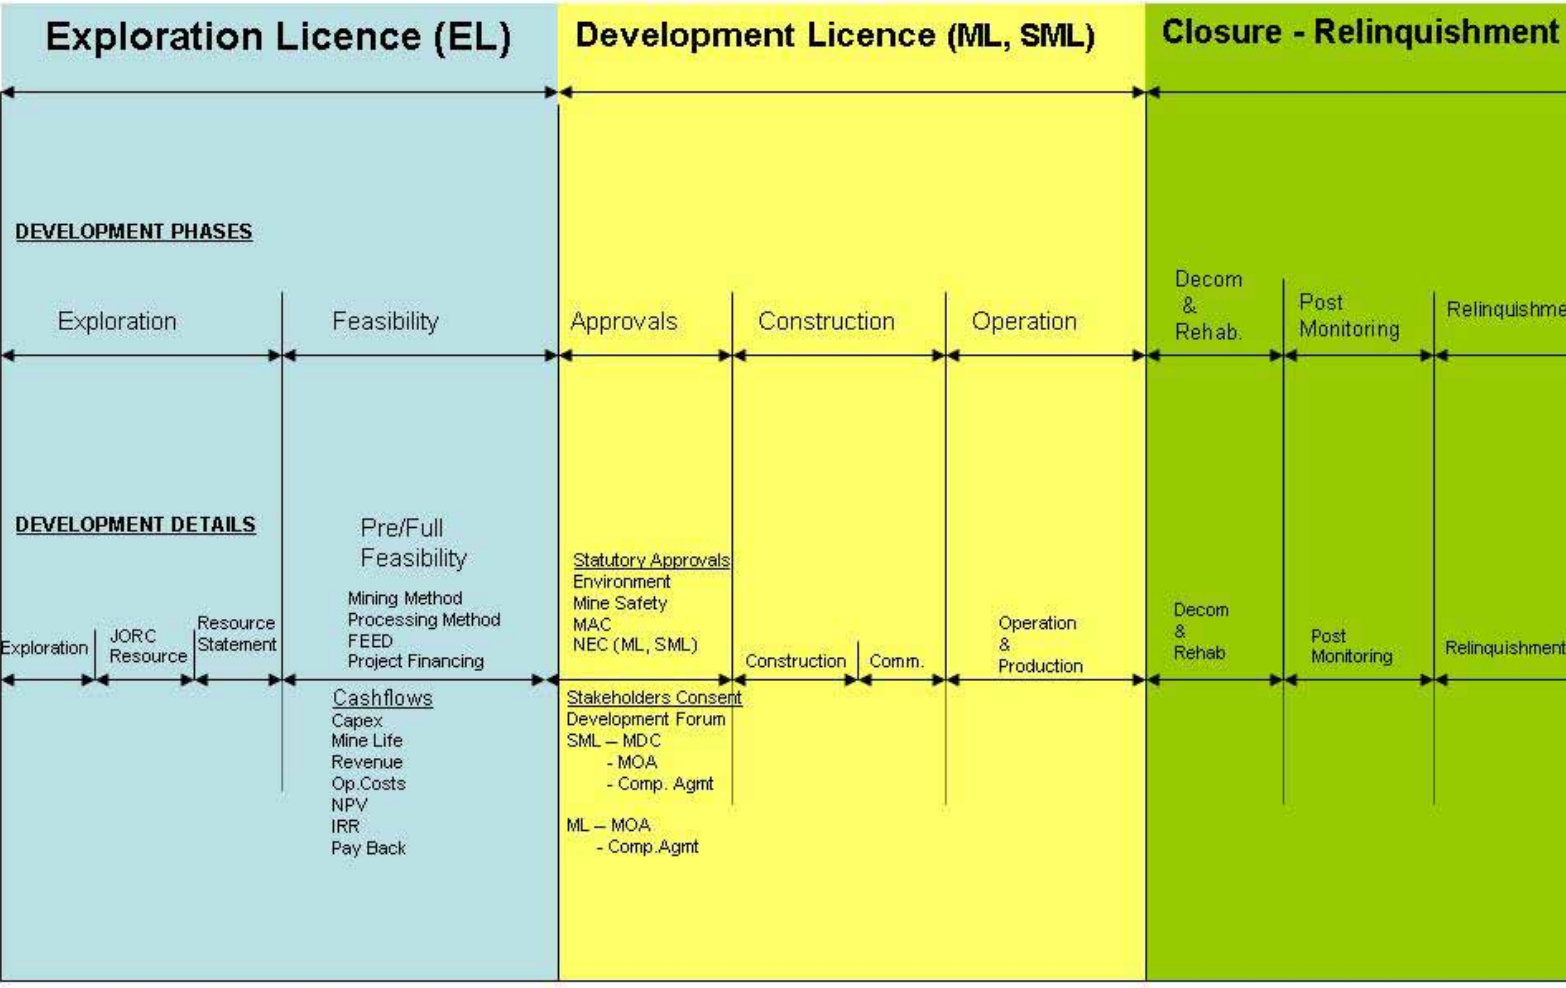 Exploration Licence (EL)
Development Licence (ML, SML)
Closure - Relinquishment
DEVELOPMENT PHASES
Exploration
Feasibility
Approvals
Construction
Operation
Decom
&
Rehab.
Post
Monitoring
Relinquishme
DEVELOPMENT DETAILS
Exploration
JORC
Resource
Resource
Statement
Pre/Full
Feasibility
Mining Method
Processing Method
FEED
Project Financing
Cashflows
Capex
Mine Life
Revenue
Op.Costs
NPV
IRR
Pay Back
Statutory Approvals
Environment
Mine Safety
MAC
NEC (ML, SML)
Stakeholders Consent
Development Forum
SML – MDC
- MOA
- Comp. Agmt
ML – MOA
- Comp.Agmt
Construction
Comm.
Operation
&
Production
Decom
&
Rehab
Post
Monitoring
Relinquishment